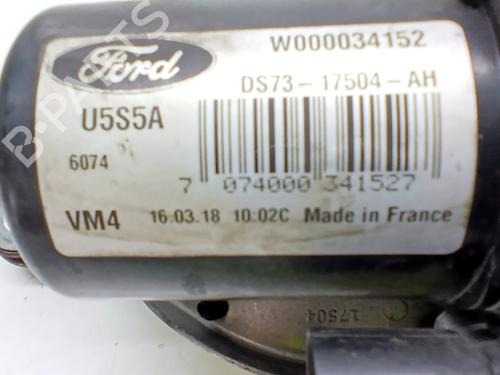 Ford
W000034152
DS73-17504-AH
U5S5A
6074
7 074000 341527
VM4 16.03.18 10:02C Made in France
17504
B-PARTS